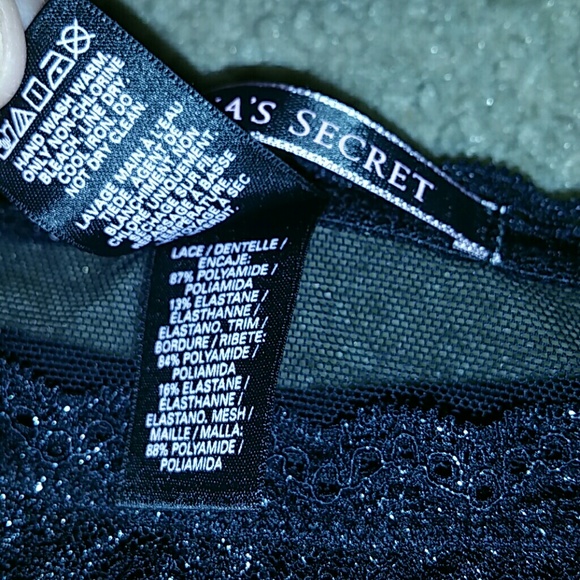 A'S SECRET
HAND WASH WARM.
ONLY NON-CHLORINE
BLEACH. LINE DRY.
COOL IRON. DO
NOT DRY CLEAN
LAVAGE MAIN À L'EAU
TIÈDE. AGENT DE
BLANCHIMENT NON
CHLORÉ UNIQUEMENT.
SÉCHAGE SUR FIL.
À BASSE
À SEC
LACE / DENTELLE /
ENCAJE:
87% POLYAMIDE /
POLIAMIDA
13% ELASTANE /
ÉLASTHANNE /
ELASTANO. TRIM /
BORDURE / RIBETE:
84% POLYAMIDE /
POLIAMIDA
16% ELASTANE /
ÉLASTHANNE /
ELASTANO. MESH /
MAILLE / MALLA:
88% POLYAMIDE /
POLIAMIDA